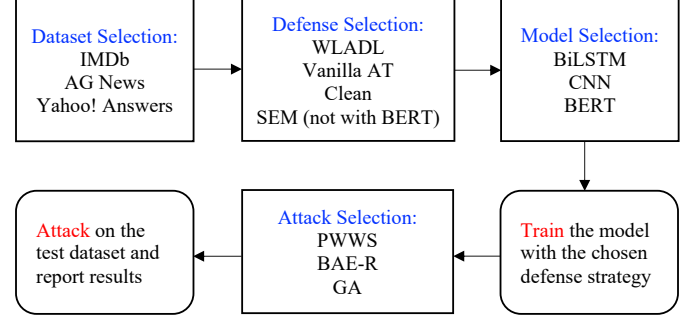 Dataset Selection:
IMDb
AG News
Yahoo! Answers
Defense Selection:
WLADL
Vanilla AT
Clean
SEM (not with BERT)
Model Selection:
BiLSTM
CNN
BERT
Train the model
with the chosen
defense strategy
Attack Selection:
PWWS
BAE-R
GA
Attack on the
test dataset and
report results